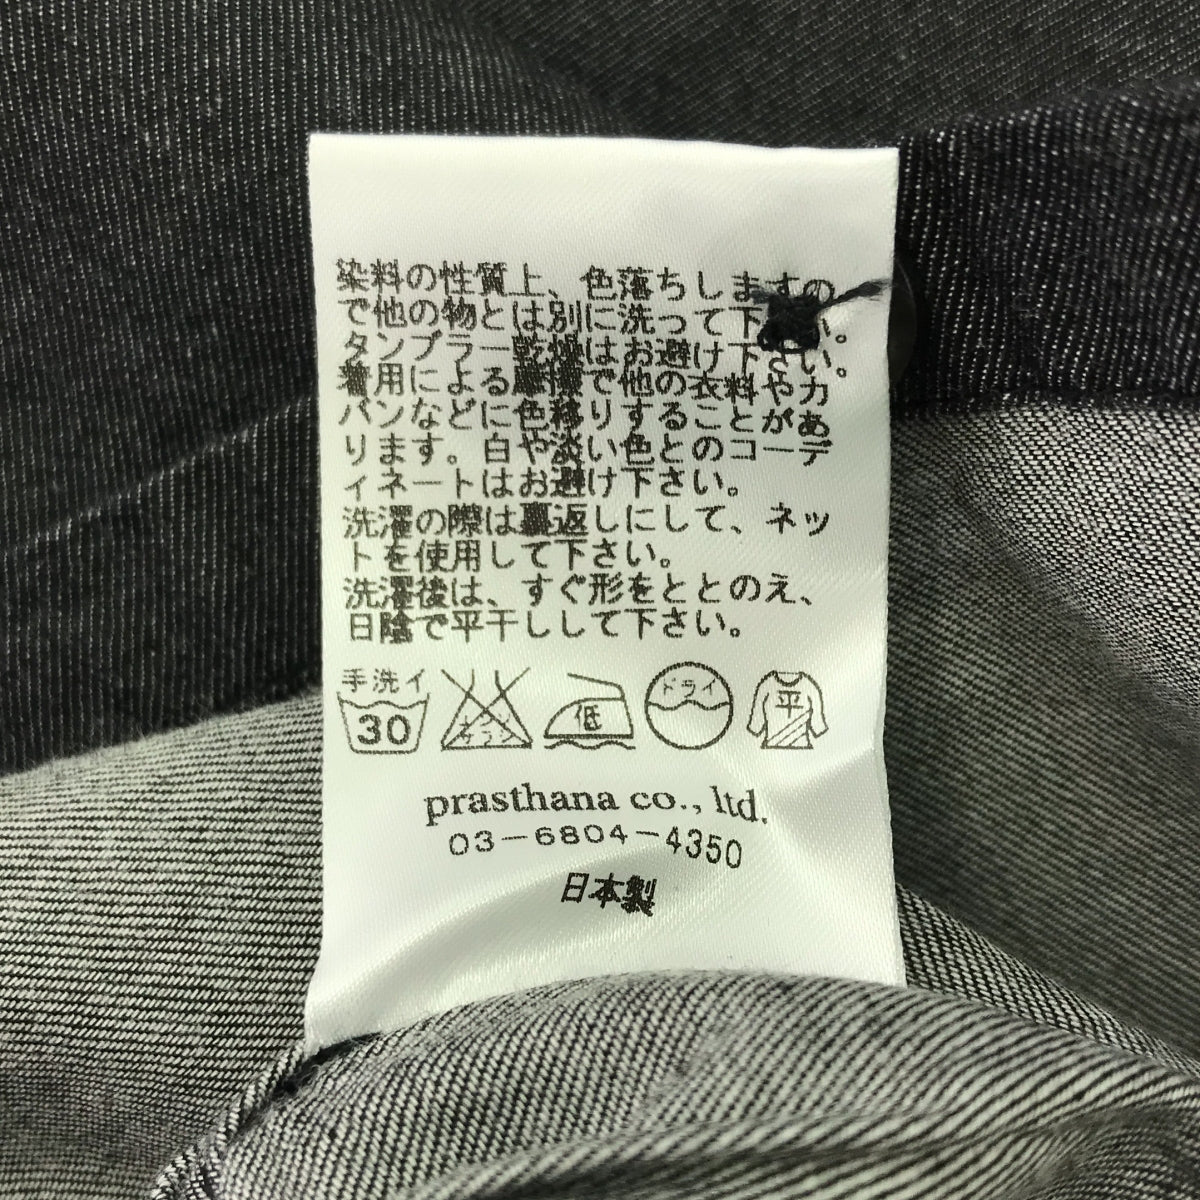 染料の性質上、色落ちしますの
で他の物とは別に洗って下さい。
タンブラー乾燥はお避け下さい。
着用による摩擦で他の衣料やカ
バンなどに色移りすることがあ
ります。白や淡い色とのコーデ
ィネートはお避け下さい。
洗濯の際は裏返しにして、ネッ
トを使用して下さい。
洗濯後は、すぐ形をととのえ、
日陰で平干しして下さい。
手洗イ
30 エンソサラシ 低 ドライ 平
prasthana co., ltd.
03-6804-4350
日本製